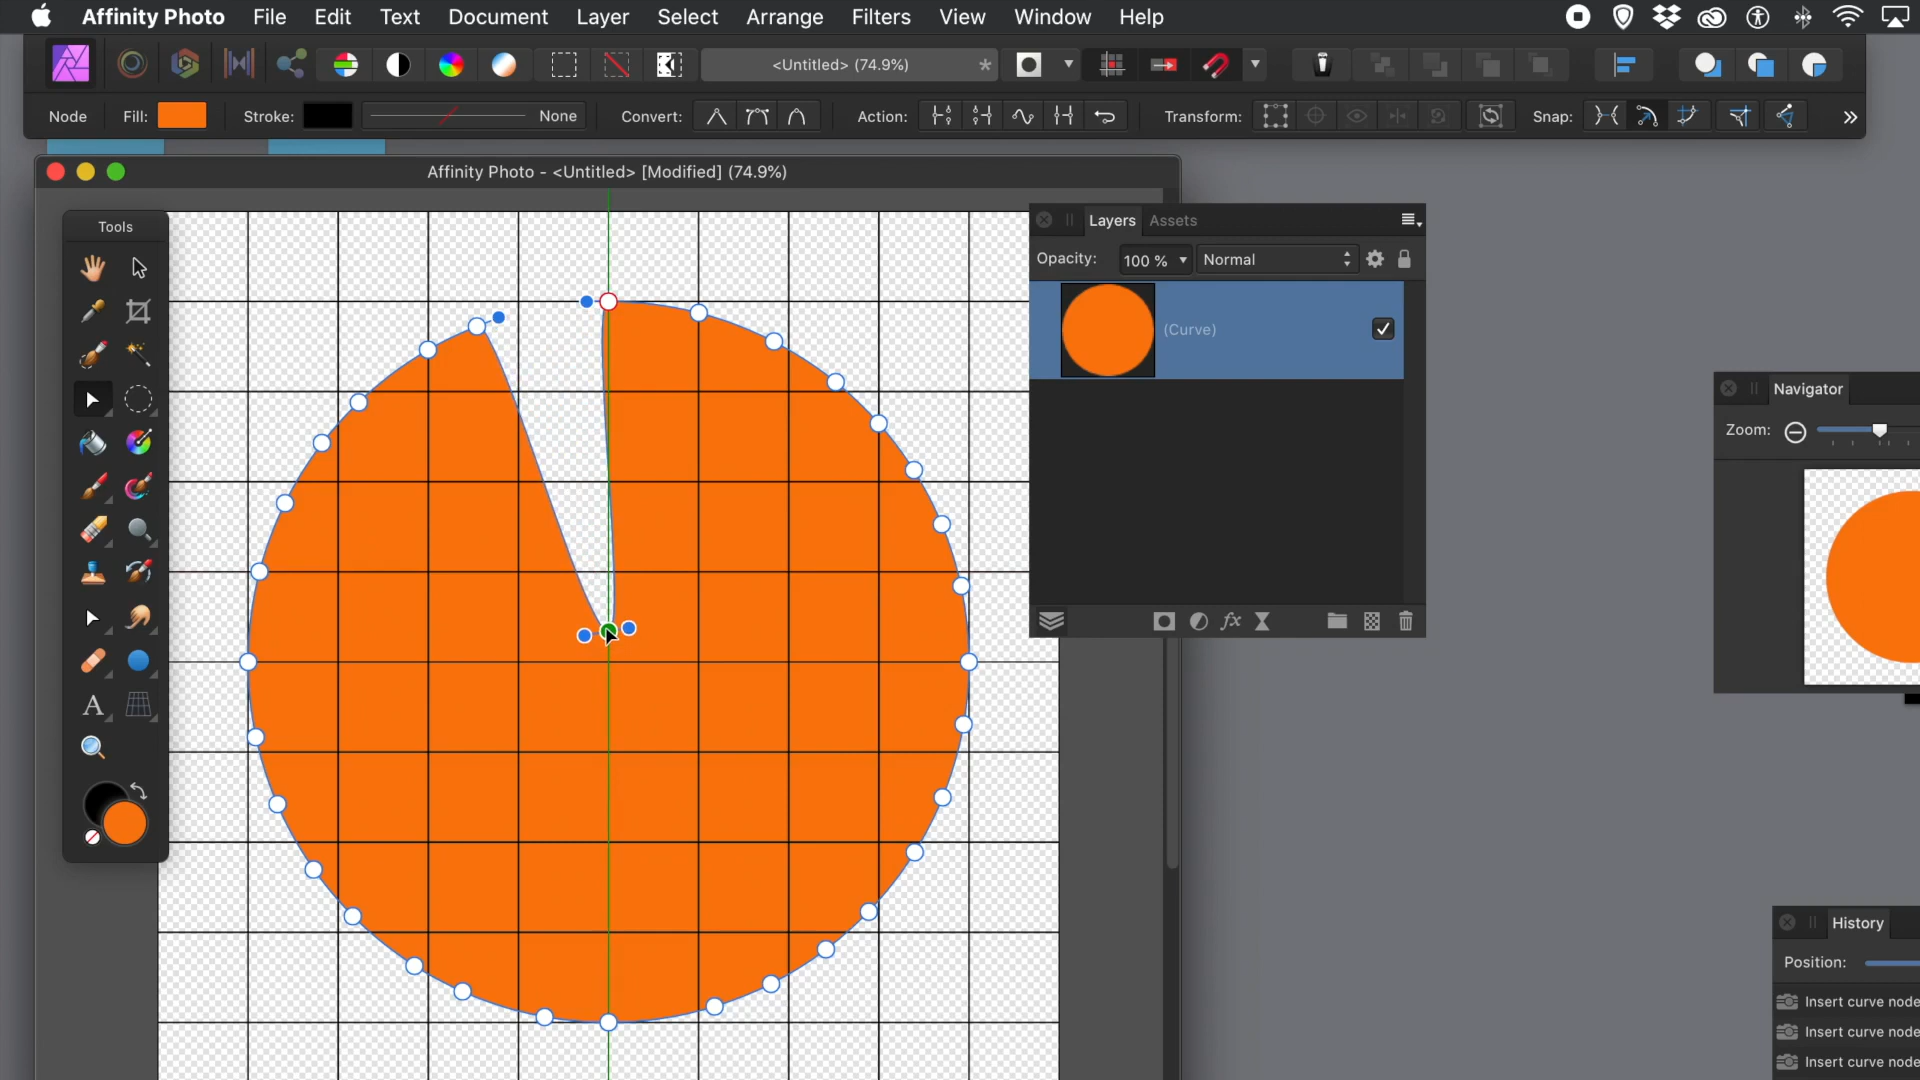 Affinity Photo File Edit Text Document Layer Select Arrange Filters View Window Help
<Untitled> (74.9%) *
Node Fill: Stroke: None Convert: Action: Transform: Snap: »
Affinity Photo - <Untitled> [Modified] (74.9%)
Tools
Layers Assets
Opacity: 100 % Normal
(Curve)
fx
A
Navigator
Zoom:
History
Position:
Insert curve node
Insert curve node
Insert curve node